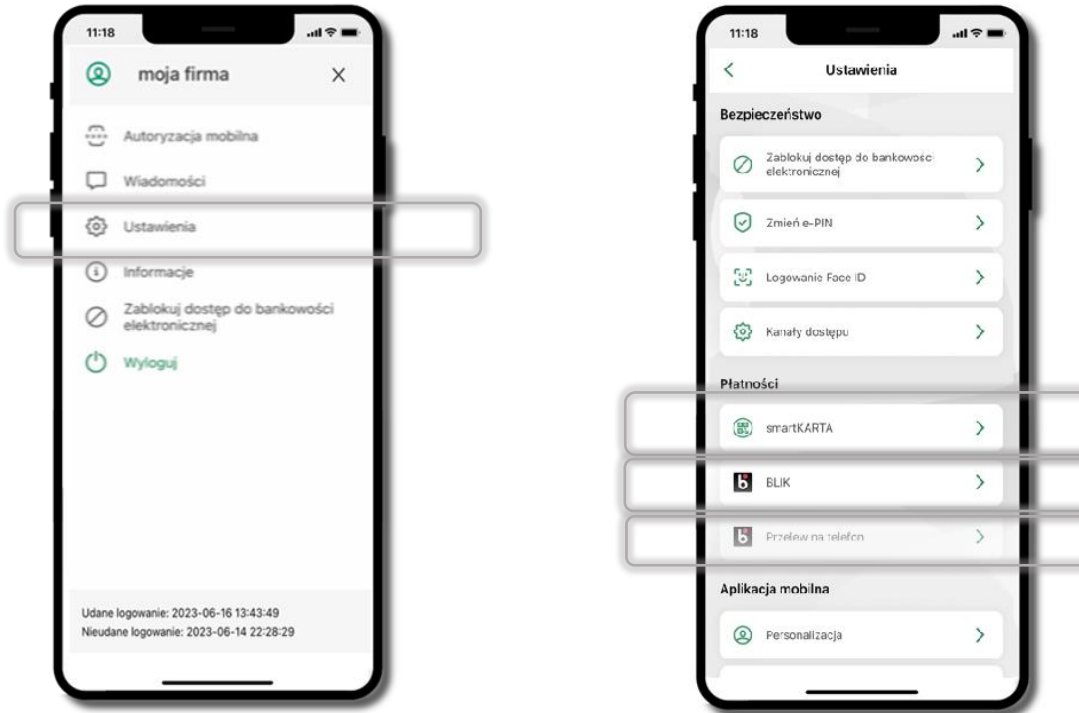 11:18
moja firma
Autoryzacja mobilna
Wiadomości
Ustawienia
Informacje
Zablokuj dostęp do bankowości
elektronicznej
Wyloguj
Udane logowanie: 2023-06-16 13:43:49
Nieudane logowanie: 2023-06-14 22:28:29
11:18
Ustawienia
Bezpieczeństwo
Zablokuj dostęp do bankowości
elektronicznej
Zmień e-PIN
Logowanie Face ID
Kanały dostępu
Płatności
smartKARTA
BLIK
Przelew na telefon
Aplikacja mobilna
Personalizacja